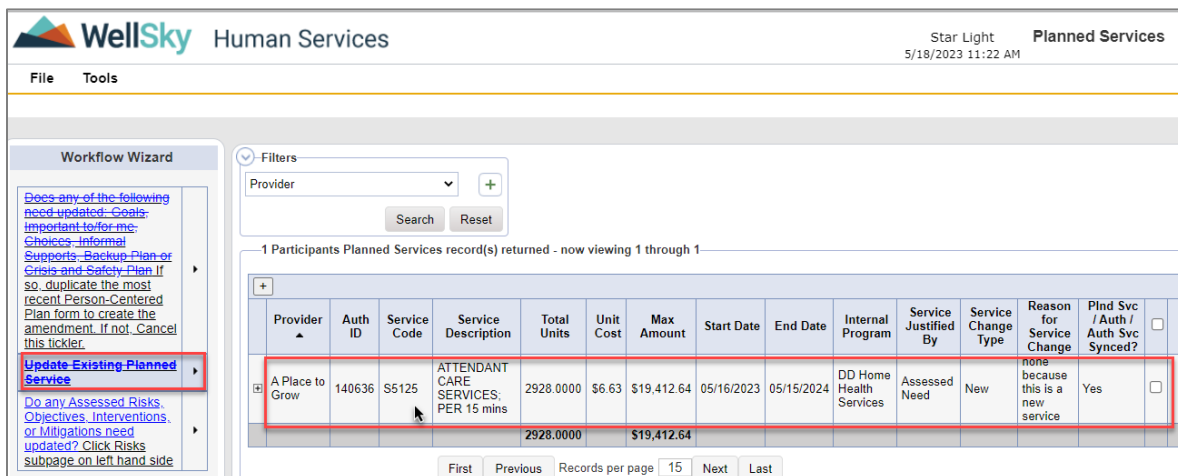 WellSky Human Services
Star Light
5/18/2023 11:22 AM
Planned Services
File Tools
Workflow Wizard
Does any of the following
need updated: Goals,
Important to/for me,
Choices, Informal
Supports, Backup Plan or
Crisis and Safety Plan If
so, duplicate the most
recent Person-Centered
Plan form to create the
amendment. If not, Cancel
this tickler.
Update Existing Planned
Service
Do any Assessed Risks,
Objectives, Interventions,
or Mitigations need
updated? Click Risks
subpage on left hand side
Filters
Provider
+
Search Reset
1 Participants Planned Services record(s) returned - now viewing 1 through 1
+
Provider
Auth
ID
Service
Code
Service
Description
Total
Units
Unit
Cost
Max
Amount
Start Date
End Date
Internal
Program
Service
Justified
By
Service
Change
Type
Reason
for
Service
Change
Plnd Svc
/ Auth /
Auth Svc
Synced?
A Place to
Grow
140636
S5125
ATTENDANT
CARE
SERVICES;
PER 15 mins
2928.0000
$6.63
$19,412.64
05/16/2023
05/15/2024
DD Home
Health
Services
Assessed
Need
New
none
because
this is a
new
service
Yes
2928.0000 $19,412.64
First Previous Records per page 15 Next Last